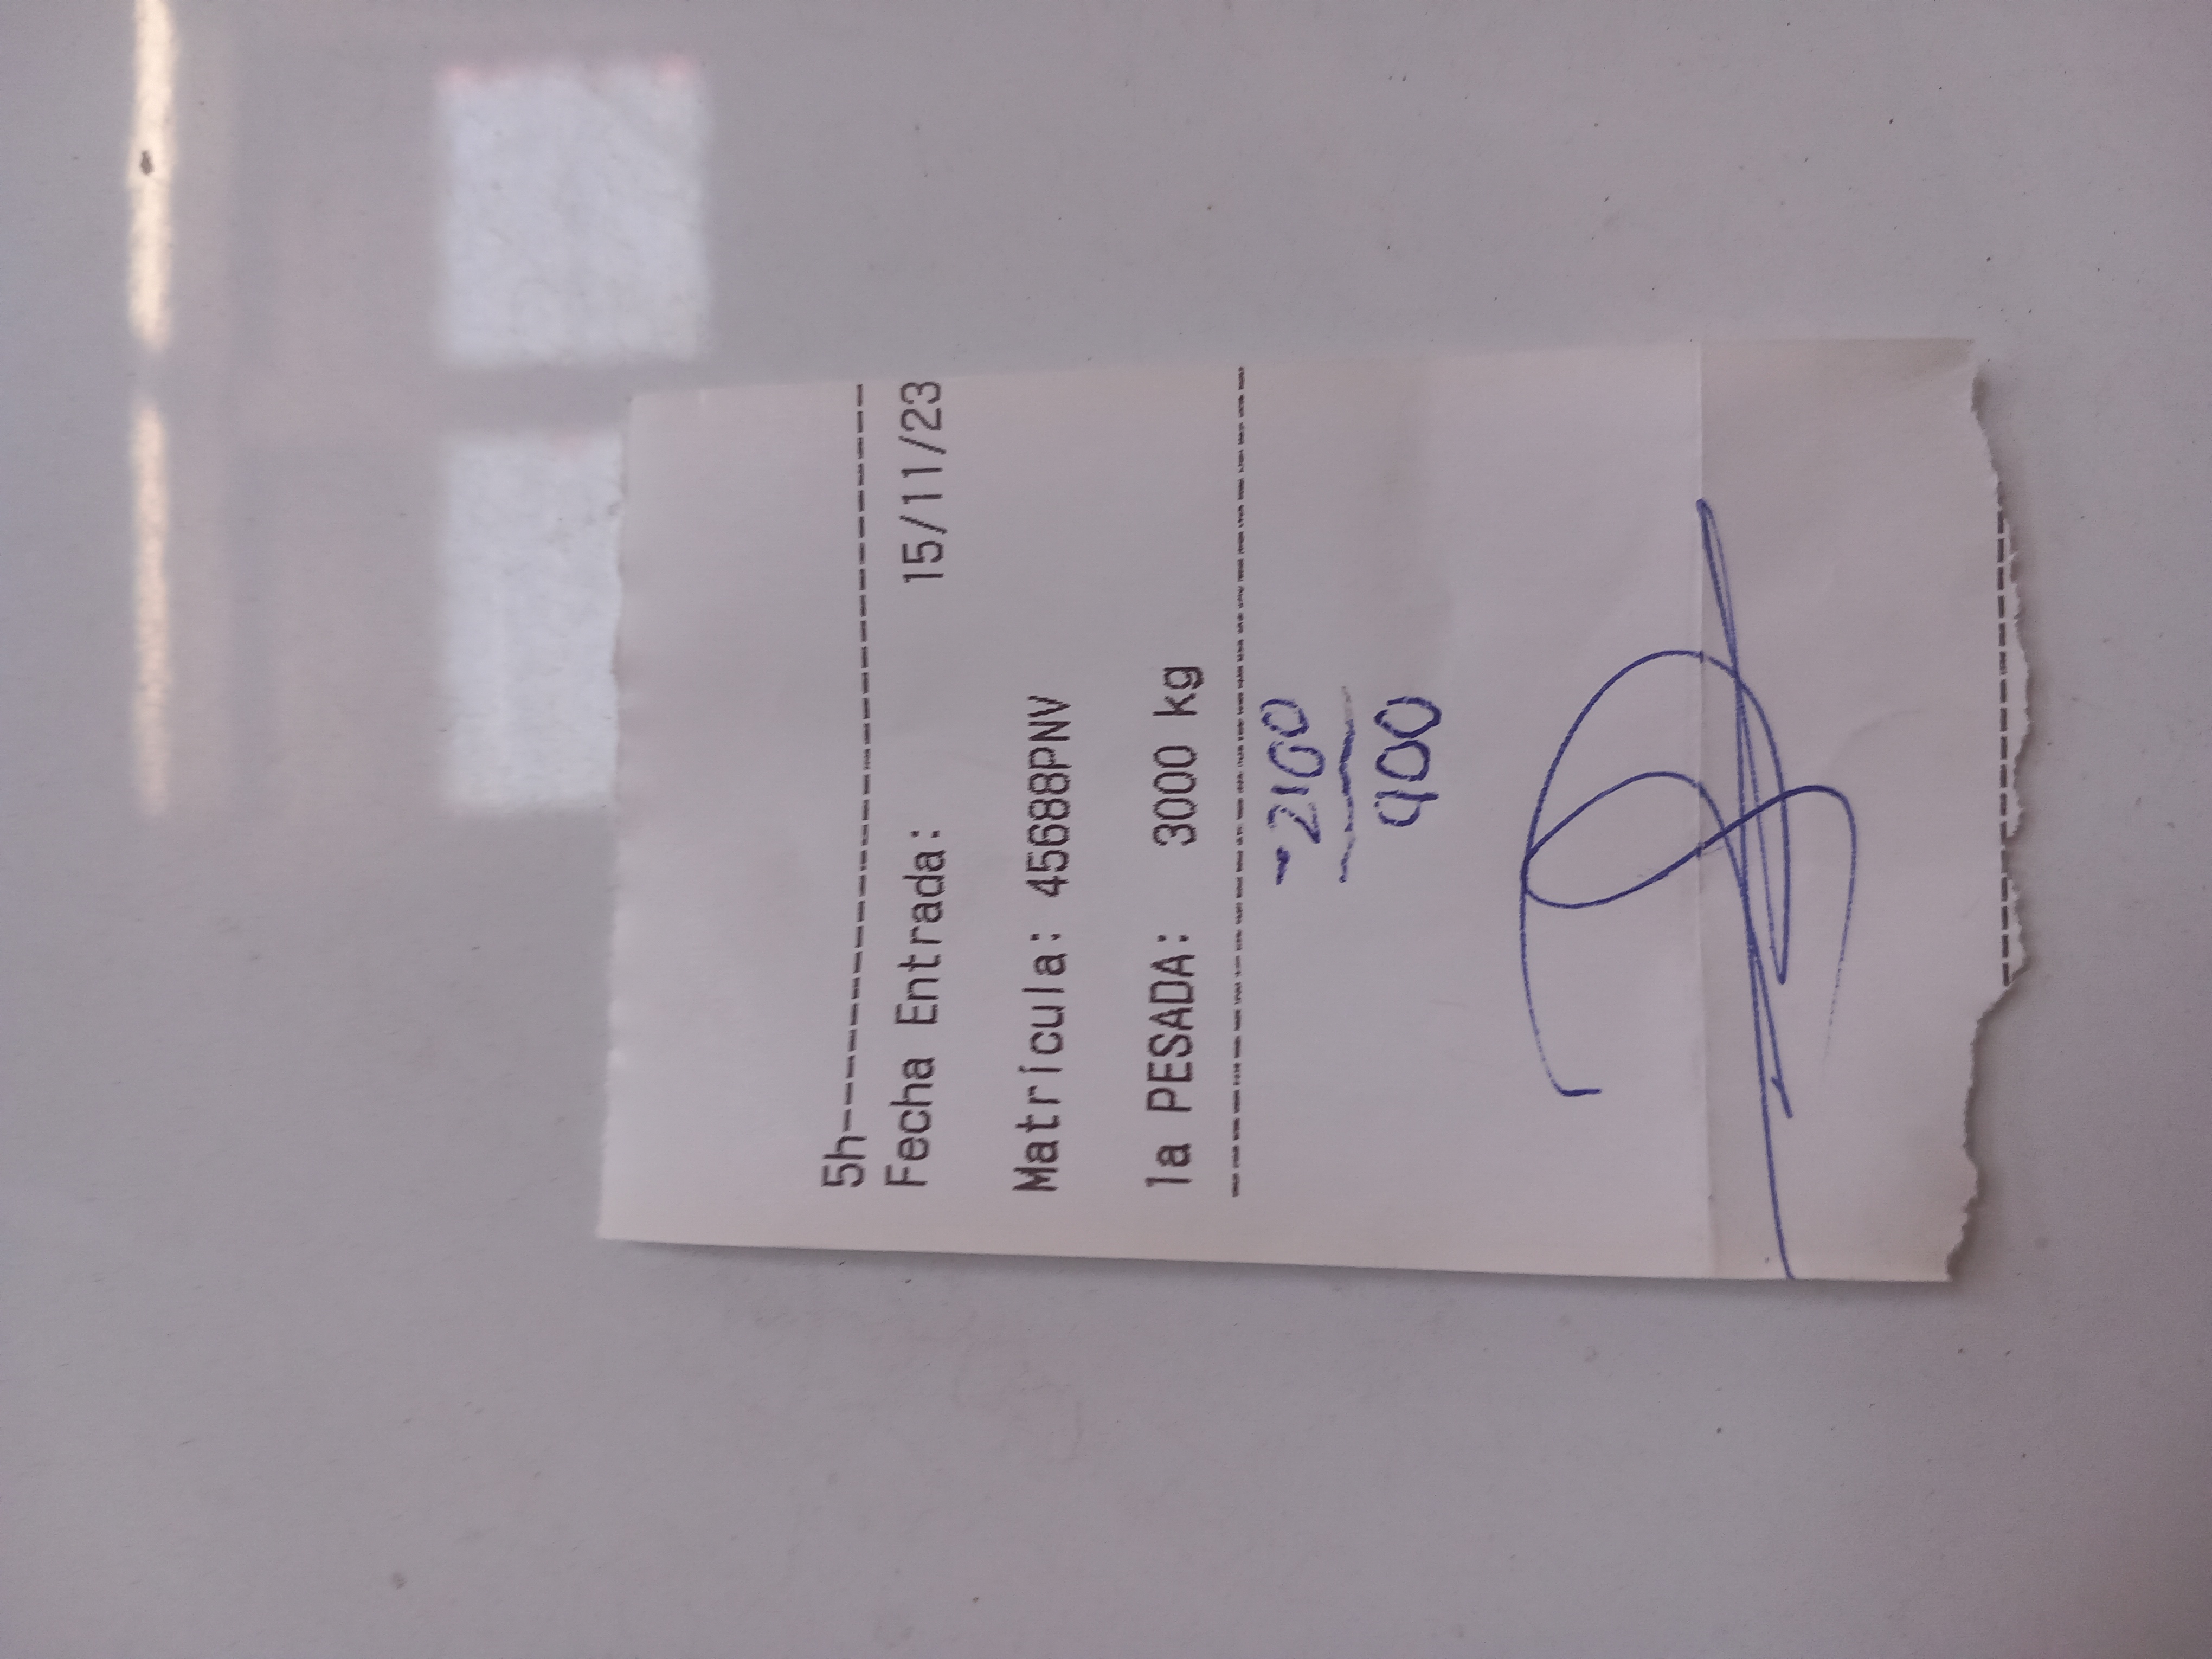 5h-----------------------------
Fecha Entrada: 15/11/23
Matrícula: 45688PNV
1a PESADA: 3000 kg
--------------------------------
-2100
900